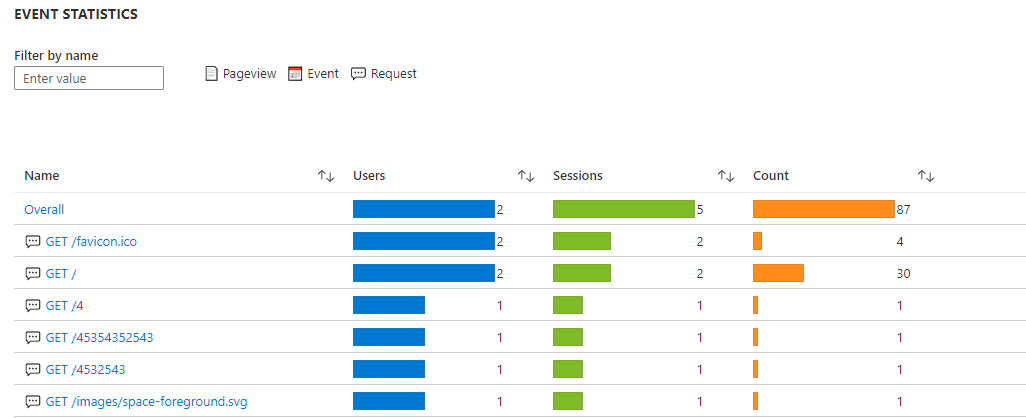 EVENT STATISTICS
Filter by name
Enter value
Pageview Event Request
Name Users Sessions Count
Overall 2 5 87
GET /favicon.ico 2 2 4
GET / 2 2 30
GET /4 1 1 1
GET /45354352543 1 1 1
GET /4532543 1 1 1
GET /images/space-foreground.svg 1 1 1